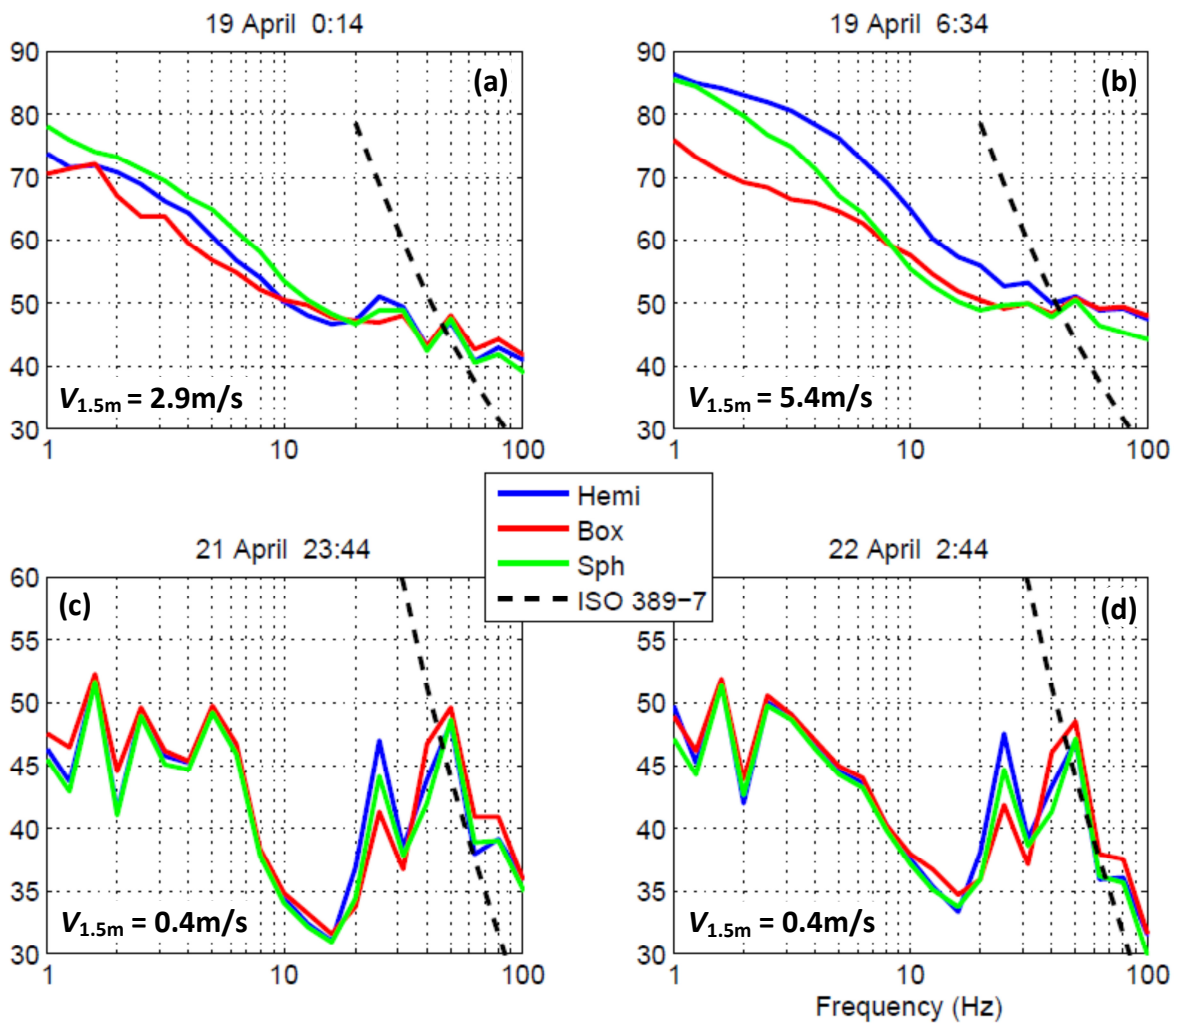 19 April 0:14
19 April 6:34
90
80
70
60
50
40
30
(a)
V1.5m = 2.9m/s
1
10
100
90
80
70
60
50
40
30
(b)
V1.5m = 5.4m/s
1
10
100
Hemi
Box
Sph
ISO 389−7
21 April 23:44
22 April 2:44
60
55
50
45
40
35
30
(c)
V1.5m = 0.4m/s
1
10
100
60
55
50
45
40
35
30
(d)
V1.5m = 0.4m/s
1
10
100
Frequency (Hz)